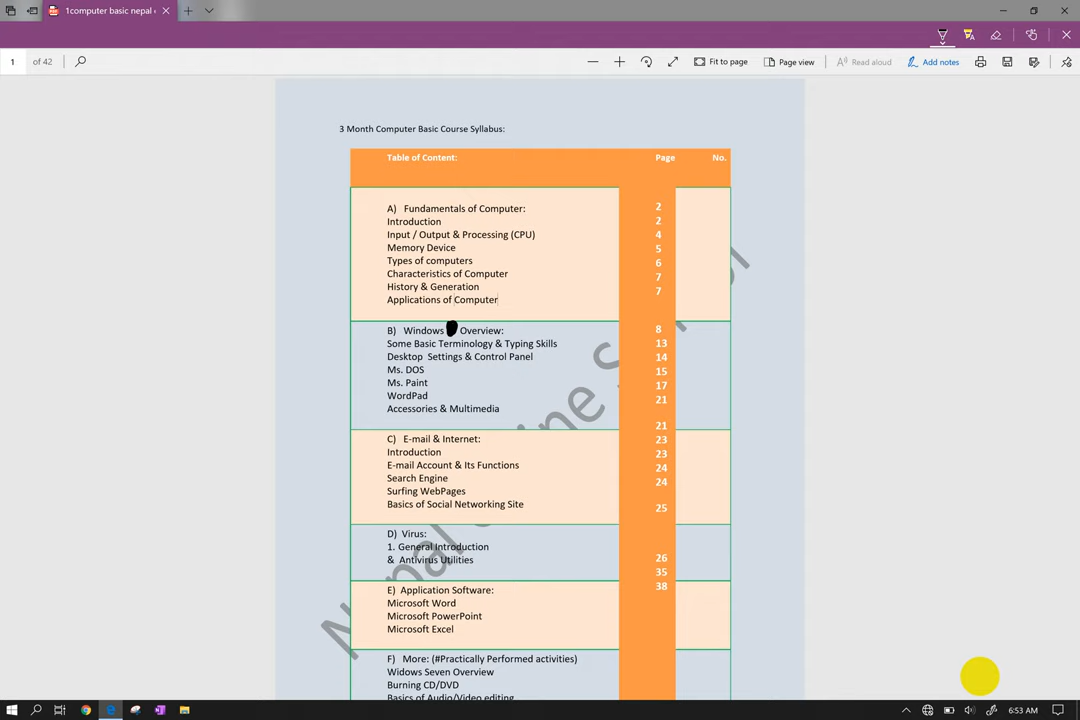 1computer basic nepal
1 of 42 Fit to page Page view Read aloud Add notes
3 Month Computer Basic Course Syllabus:
Table of Content: Page No.
A) Fundamentals of Computer: 2
Introduction 2
Input / Output & Processing (CPU) 4
Memory Device 5
Types of computers 6
Characteristics of Computer 7
History & Generation 7
Applications of Computer
B) Windows Overview: 8
Some Basic Terminology & Typing Skills 13
Desktop Settings & Control Panel 14
Ms. DOS 15
Ms. Paint 17
WordPad 21
Accessories & Multimedia
21
C) E-mail & Internet: 23
Introduction 23
E-mail Account & Its Functions 24
Search Engine 24
Surfing WebPages
Basics of Social Networking Site 25
D) Virus:
1. General Introduction
& Antivirus Utilities 26
35
E) Application Software: 38
Microsoft Word
Microsoft PowerPoint
Microsoft Excel
F) More: (#Practically Performed activities)
Widows Seven Overview
Burning CD/DVD
Basics of Audio/Video editing
6:53 AM